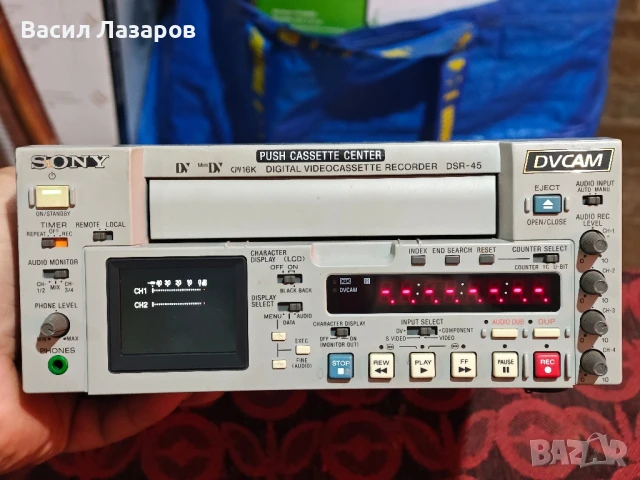 Васил Лазаров
SONY
PUSH CASSETTE CENTER
DV Mini DV DIGITAL VIDEOCASSETTE RECORDER DSR-45
DVCAM
ON/STANDBY
EJECT
OPEN/CLOSE
AUDIO INPUT
AUTO MANU
TIMER
OFF
REPEAT REC
REMOTE LOCAL
AUDIO REC
LEVEL
CH-1
AUDIO MONITOR
CH-1/2 MIX CH-3/4
CHARACTER
DISPLAY (LCD)
OFF ON
BLACK BACK
INDEX END SEARCH RESET
COUNTER SELECT
COUNTER TC U-BIT
CH-2
CH1
CH2
PHONE LEVEL
MAX
PHONES
DISPLAY
SELECT
MENU AUDIO
DATA
DVCAM
CH-3
CHARACTER DISPLAY
OFF ON
(MONITOR OUT)
INPUT SELECT
DV COMPONENT
S VIDEO VIDEO
AUDIO DUB
DUP
EXEC
FINE
(AUDIO)
CH-4
STOP
REW
PLAY
FF
PAUSE
REC
10
BAZAR